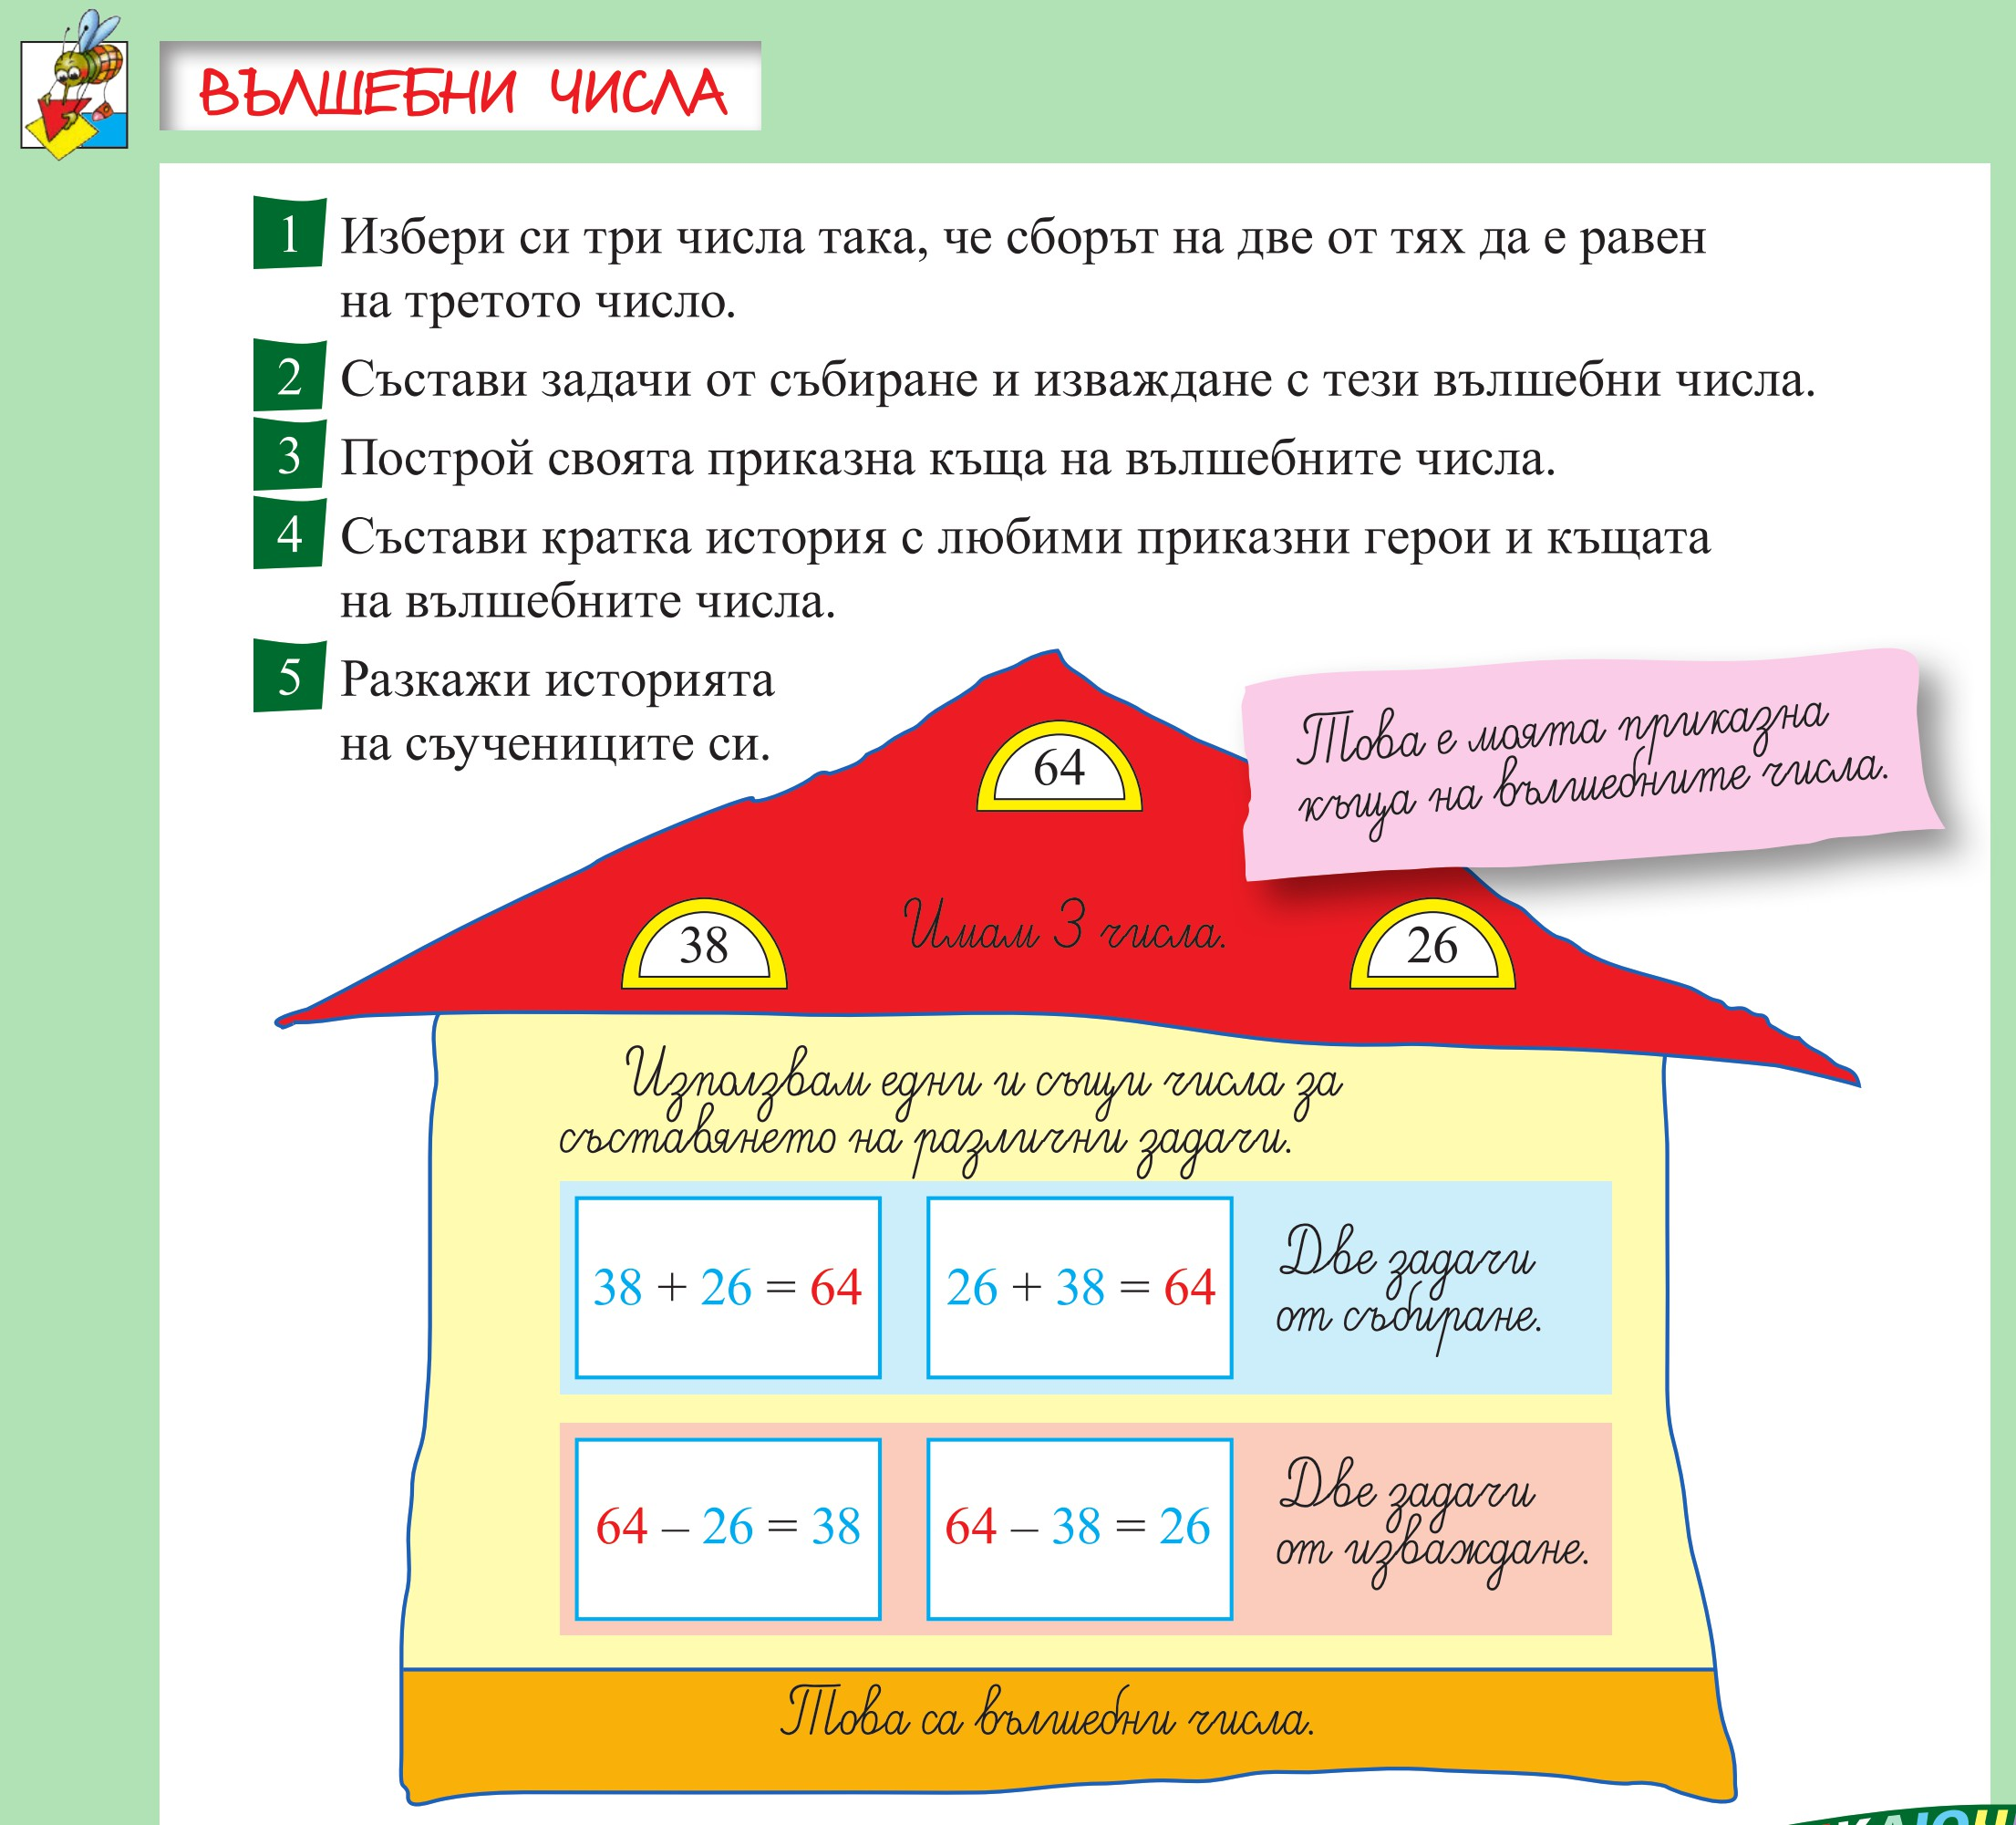 ВЪЛШЕБНИ ЧИСЛА
1 Избери си три числа така, че сборът на две от тях да е равен
на третото число.
2 Състави задачи от събиране и изваждане с тези вълшебни числа.
3 Построй своята приказна къща на вълшебните числа.
4 Състави кратка история с любими приказни герои и къщата
на вълшебните числа.
5 Разкажи историята
на съучениците си.
Това е моята приказна
къща на вълшебните числа.
64
38
Имам 3 числа.
26
Използвам едни и същи числа за
съставянето на различни задачи.
38 + 26 = 64
26 + 38 = 64
Две задачи
от събиране.
64 – 26 = 38
64 – 38 = 26
Две задачи
от изваждане.
Това са вълшебни числа.